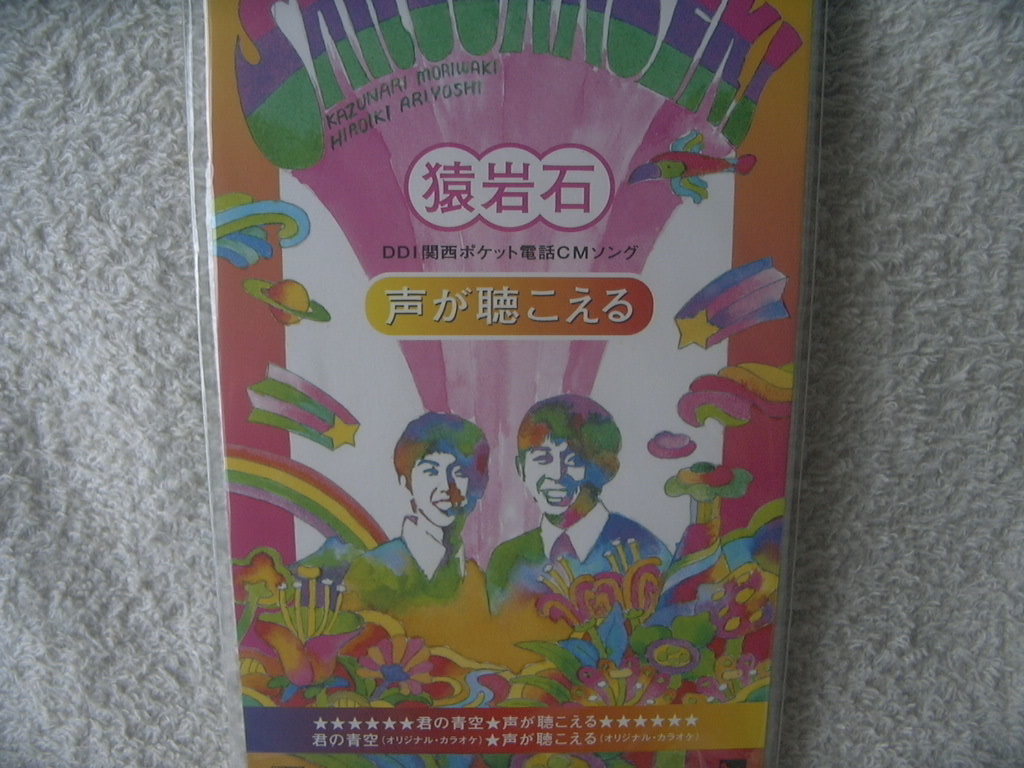 SARUGANSEKI
KAZUNARI MORIWAKI
HIROIKI ARIYOSHI
猿岩石
DDI関西ポケット電話CMソング
声が聴こえる
★★★★★★君の青空★声が聴こえる★★★★★★
君の青空(オリジナル・カラオケ)★声が聴こえる(オリジナル・カラオケ)